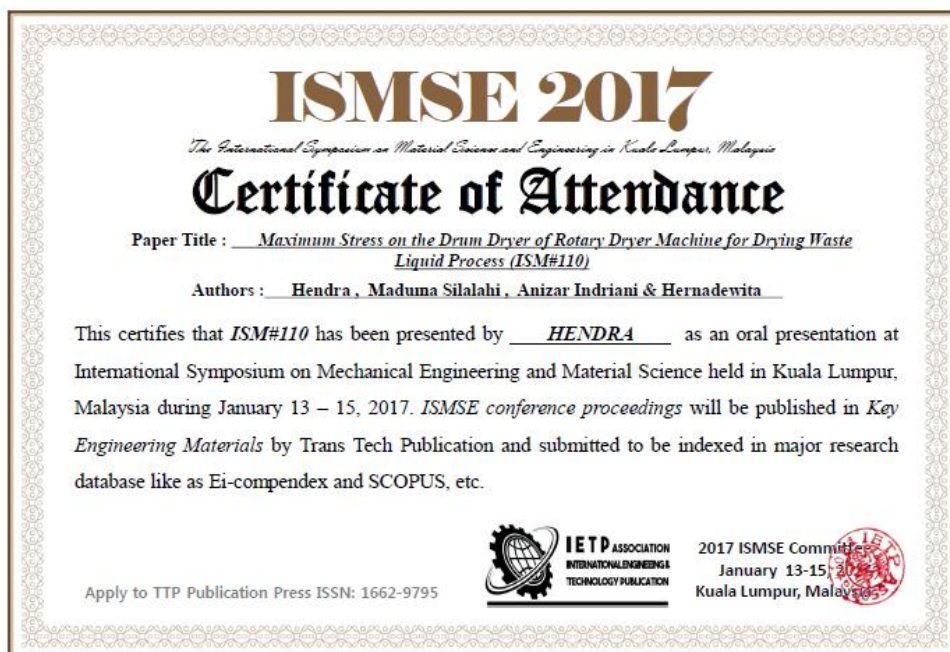 ISMSE 2017
The International Symposium on Material Science and Engineering in Kuala Lumpur, Malaysia
Certificate of Attendance
Paper Title : Maximum Stress on the Drum Dryer of Rotary Dryer Machine for Drying Waste
Liquid Process (ISM#110)
Authors : Hendra , Maduma Silalahi , Anizar Indriani & Hernadewita
This certifies that ISM#110 has been presented by HENDRA as an oral presentation at
International Symposium on Mechanical Engineering and Material Science held in Kuala Lumpur,
Malaysia during January 13 – 15, 2017. ISMSE conference proceedings will be published in Key
Engineering Materials by Trans Tech Publication and submitted to be indexed in major research
database like as Ei-compendex and SCOPUS, etc.
IETP ASSOCIATION
INTERNATIONAL ENGINEERING &
TECHNOLOGY PUBLICATION
2017 ISMSE Committee
January 13-15, 2017
Kuala Lumpur, Malaysia
Apply to TTP Publication Press ISSN: 1662-9795
IETP